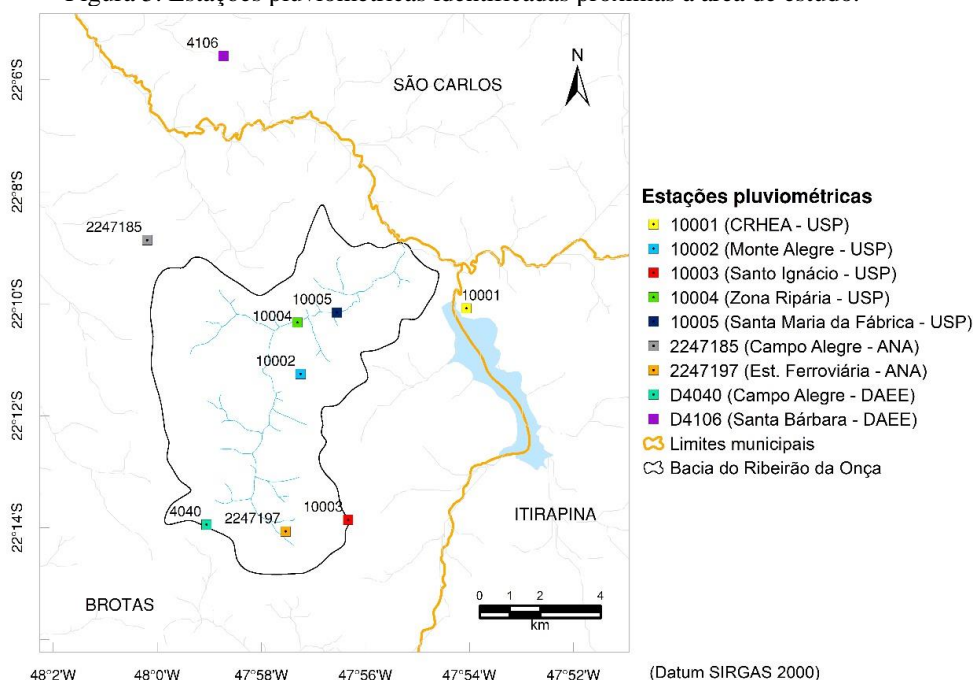 Figura 3. Estações pluviométricas identificadas próximas à área de estudo.
4106
SÃO CARLOS
N
2247185
10005
10004
10001
10002
10003
4040
2247197
ITIRAPINA
BROTAS
0 1 2 4
km
22°6'S
22°8'S
22°10'S
22°12'S
22°14'S
48°2'W 48°0'W 47°58'W 47°56'W 47°54'W 47°52'W
Estações pluviométricas
10001 (CRHEA - USP)
10002 (Monte Alegre - USP)
10003 (Santo Ignácio - USP)
10004 (Zona Ripária - USP)
10005 (Santa Maria da Fábrica - USP)
2247185 (Campo Alegre - ANA)
2247197 (Est. Ferroviária - ANA)
D4040 (Campo Alegre - DAEE)
D4106 (Santa Bárbara - DAEE)
Limites municipais
Bacia do Ribeirão da Onça
(Datum SIRGAS 2000)